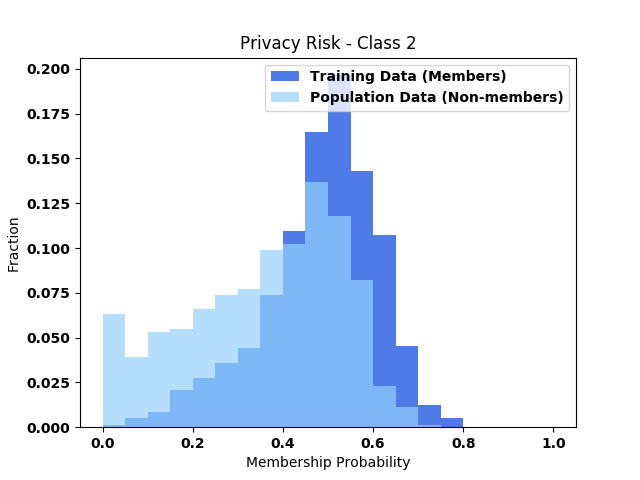 Privacy Risk - Class 2
Training Data (Members)
Population Data (Non-members)
Fraction
0.200
0.175
0.150
0.125
0.100
0.075
0.050
0.025
0.000
0.0 0.2 0.4 0.6 0.8 1.0
Membership Probability